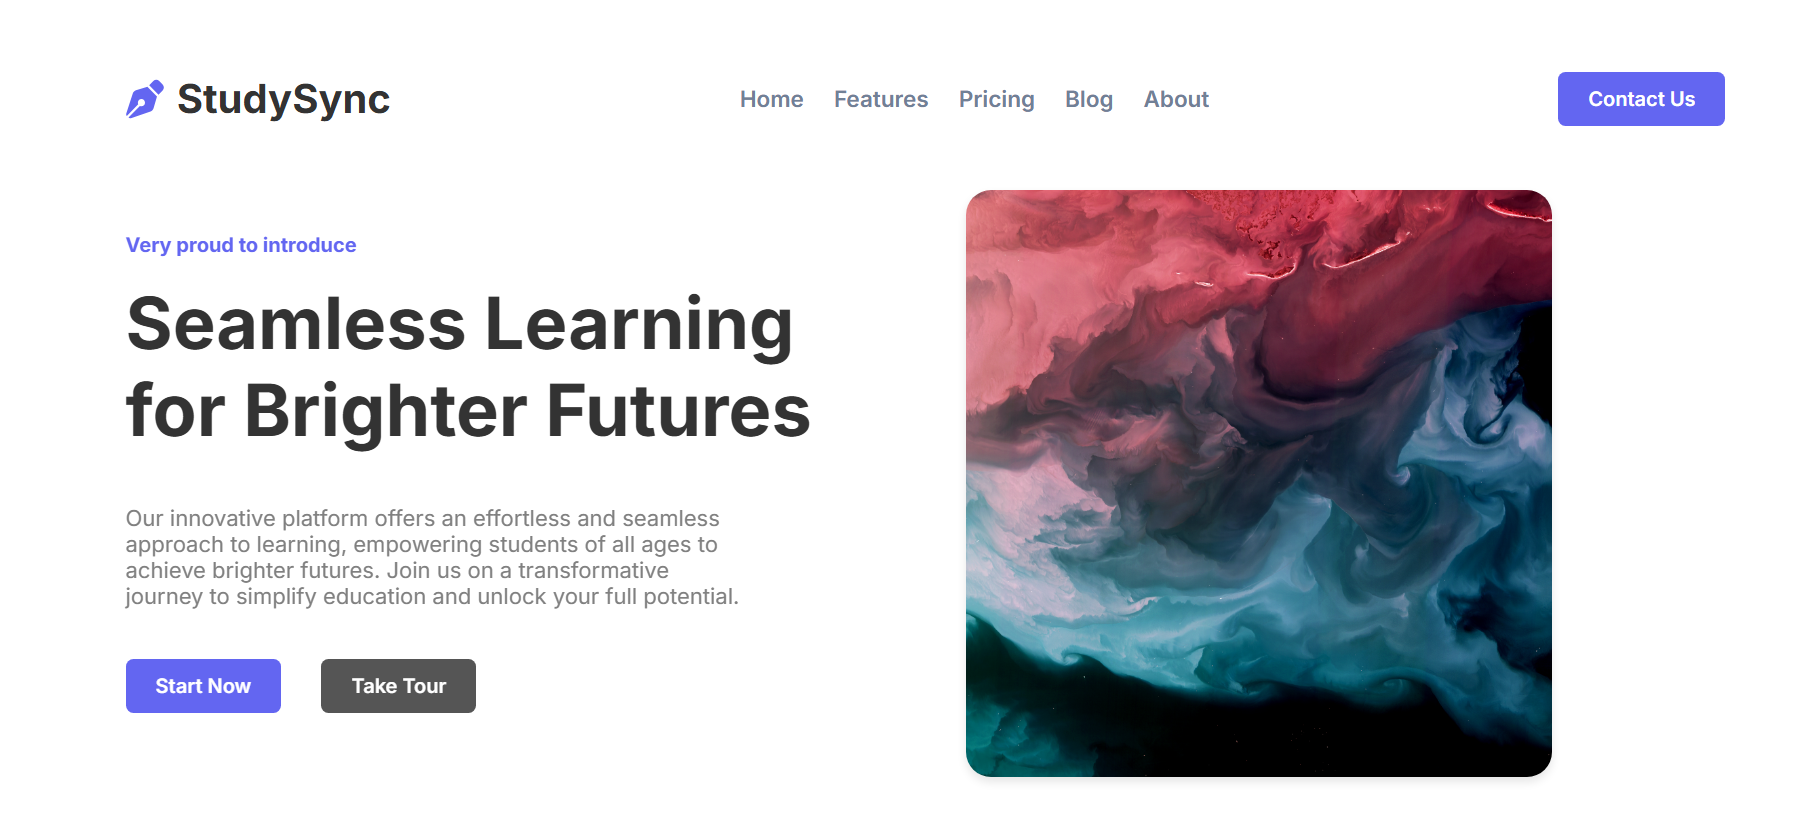 StudySync
Home Features Pricing Blog About
Contact Us
Very proud to introduce
Seamless Learning
for Brighter Futures
Our innovative platform offers an effortless and seamless
approach to learning, empowering students of all ages to
achieve brighter futures. Join us on a transformative
journey to simplify education and unlock your full potential.
Start Now
Take Tour